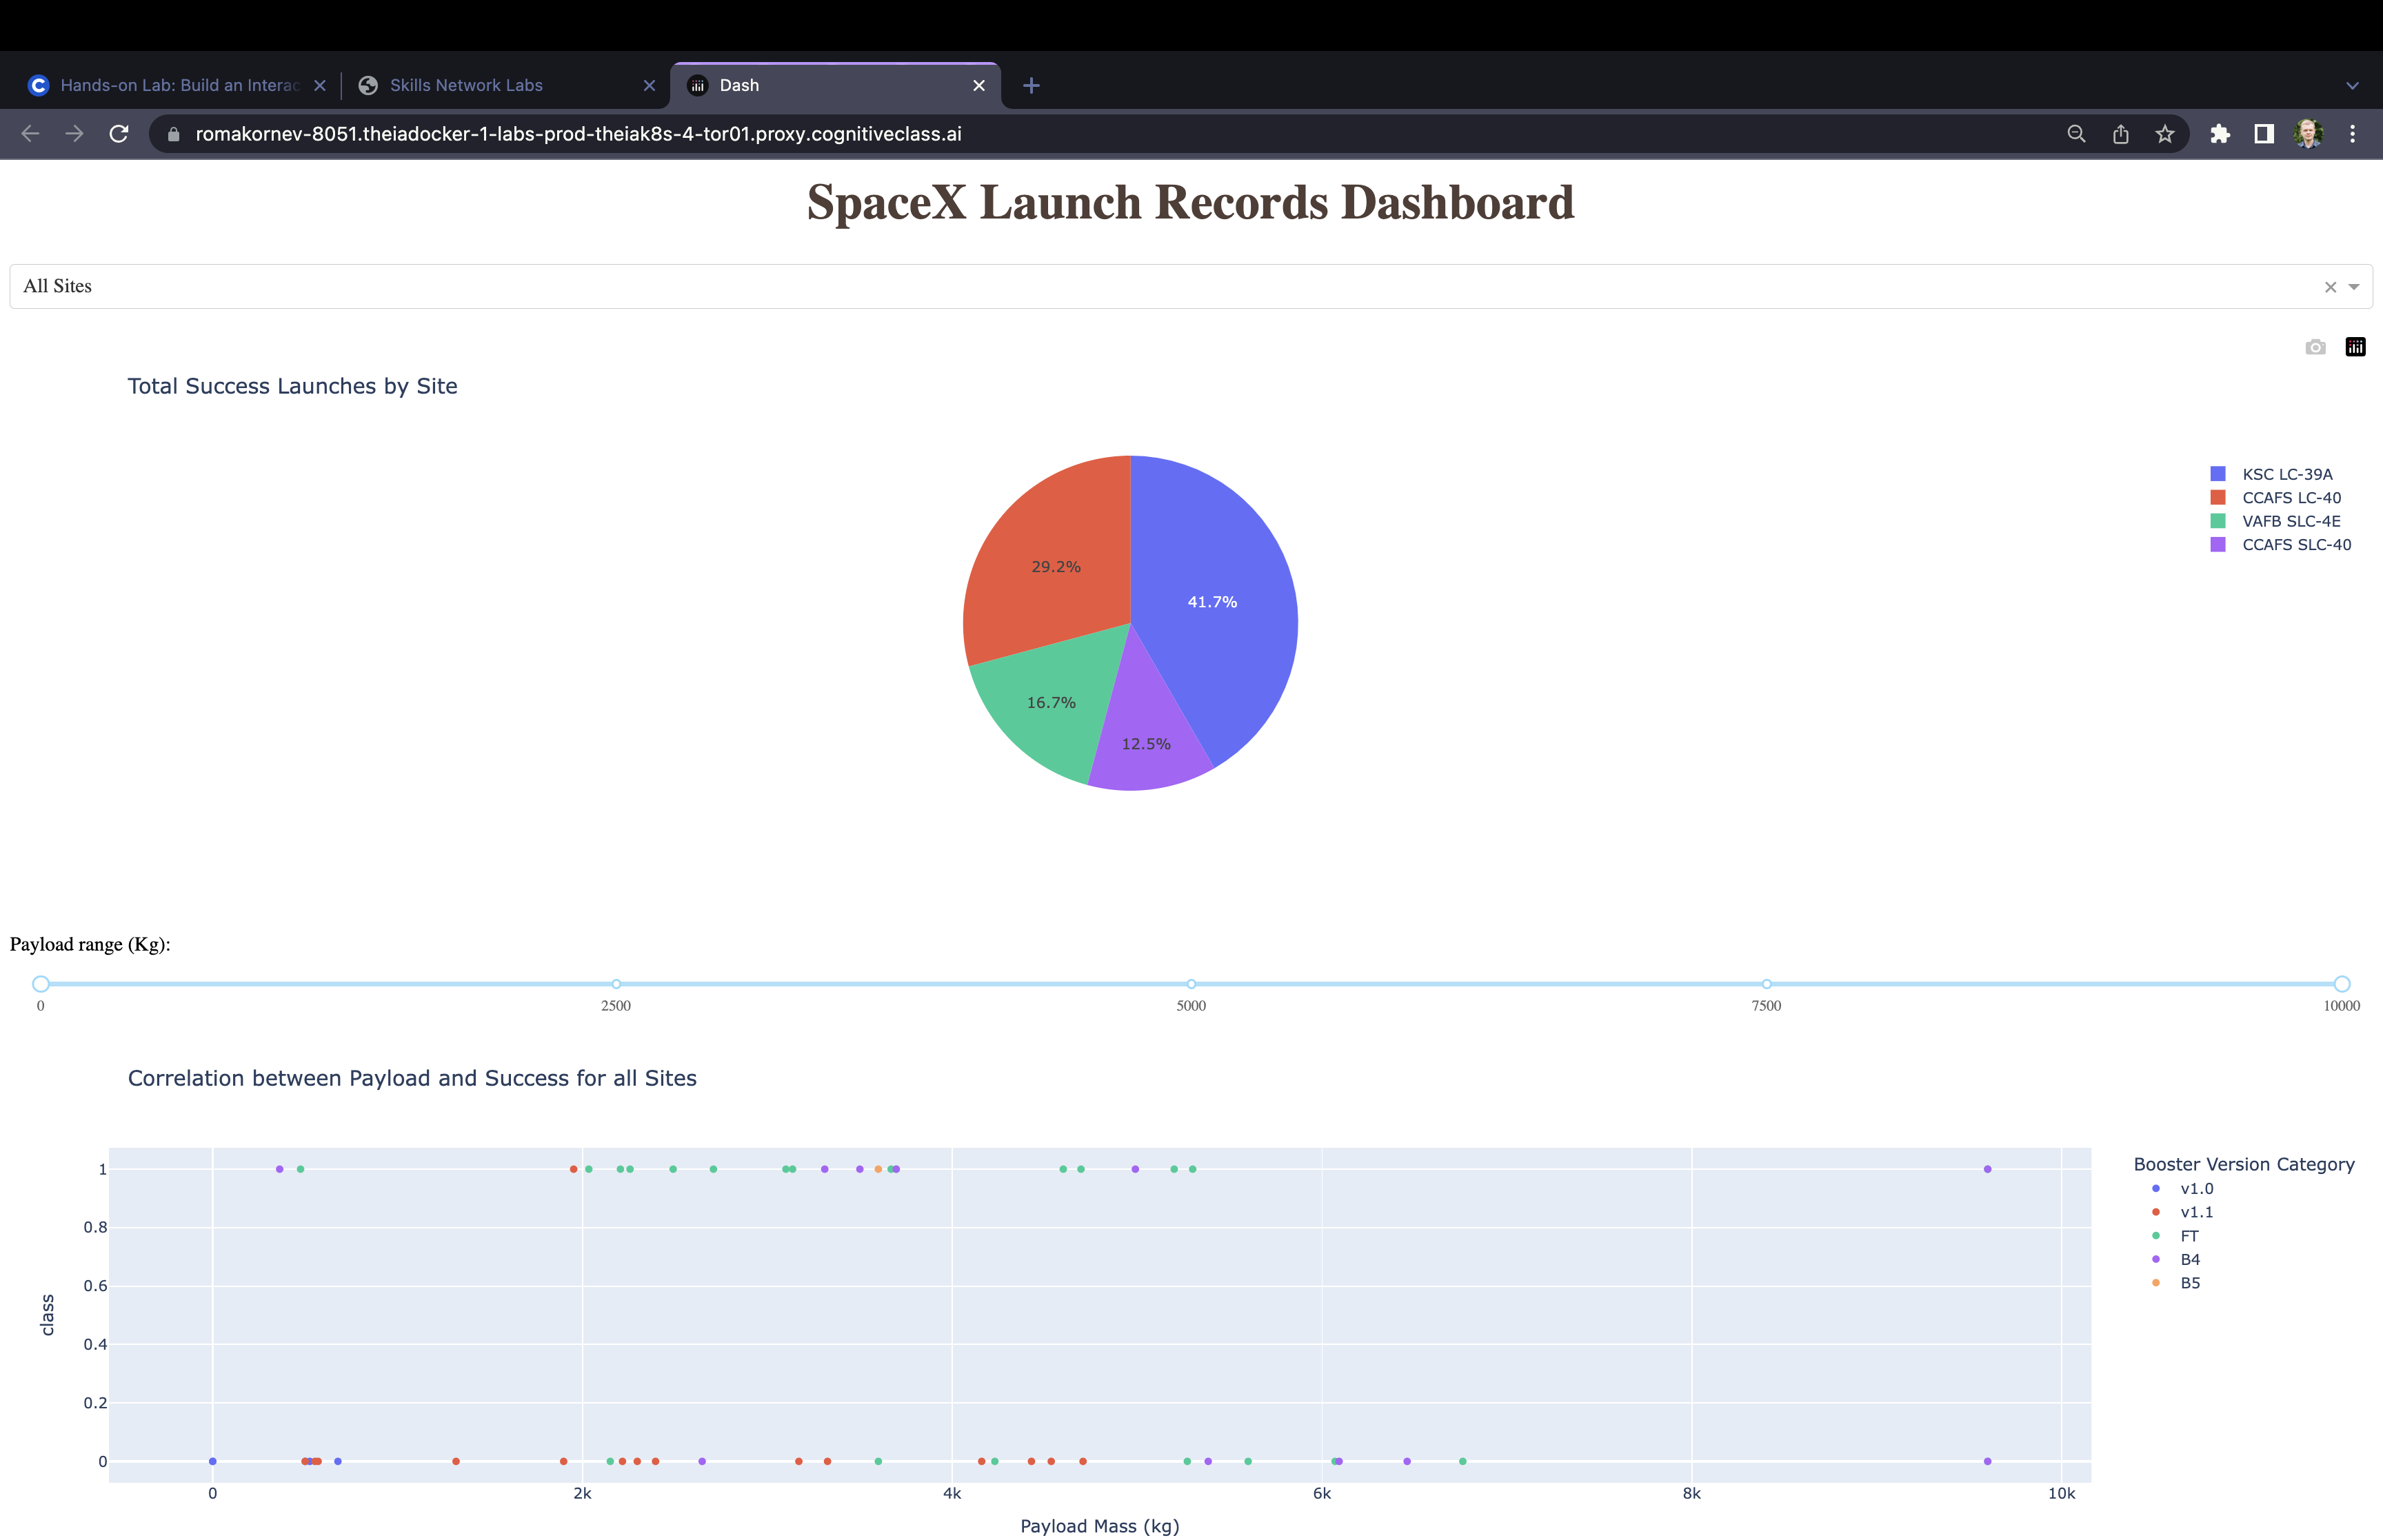 Hands-on Lab: Build an Interac
Skills Network Labs
Dash
romakornev-8051.theiadocker-1-labs-prod-theiak8s-4-tor01.proxy.cognitiveclass.ai
SpaceX Launch Records Dashboard
All Sites
Total Success Launches by Site
KSC LC-39A
CCAFS LC-40
VAFB SLC-4E
CCAFS SLC-40
29.2%
41.7%
16.7%
12.5%
Payload range (Kg):
0 2500 5000 7500 10000
Correlation between Payload and Success for all Sites
Booster Version Category
v1.0
v1.1
FT
B4
B5
class
1
0.8
0.6
0.4
0.2
0
0 2k 4k 6k 8k 10k
Payload Mass (kg)